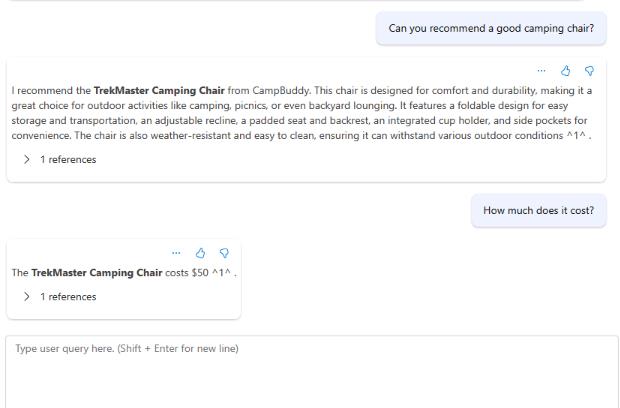 Can you recommend a good camping chair?
...
I recommend the TrekMaster Camping Chair from CampBuddy. This chair is designed for comfort and durability, making it a
great choice for outdoor activities like camping, picnics, or even backyard lounging. It features a foldable design for easy
storage and transportation, an adjustable recline, a padded seat and backrest, an integrated cup holder, and side pockets for
convenience. The chair is also weather-resistant and easy to clean, ensuring it can withstand various outdoor conditions ^1^ .
1 references
How much does it cost?
...
The TrekMaster Camping Chair costs $50 ^1^ .
1 references
Type user query here. (Shift + Enter for new line)